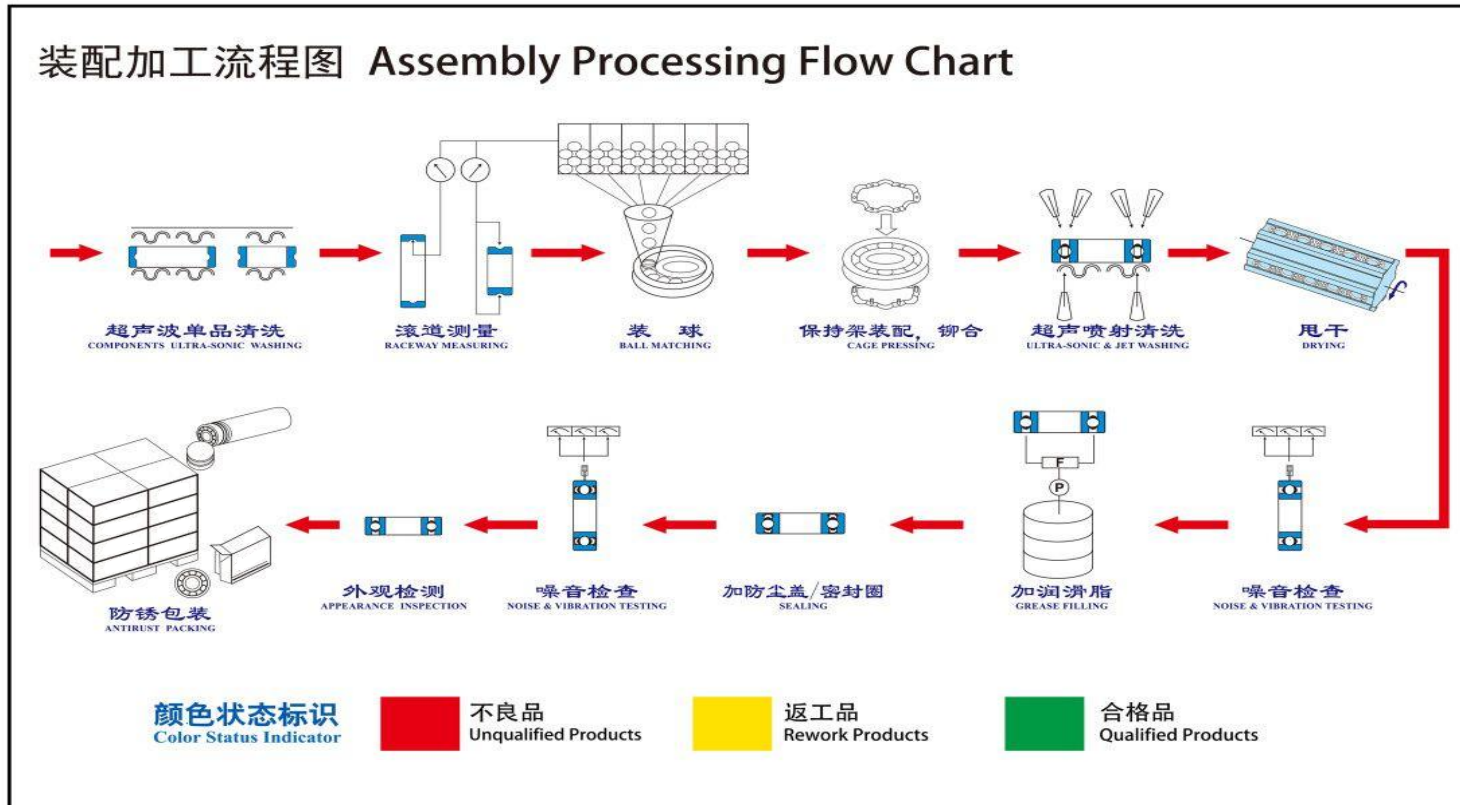 装配加工流程图 Assembly Processing Flow Chart
超声波单品清洗
COMPONENTS ULTRA-SONIC WASHING
滚道测量
RACEWAY MEASURING
装 球
BALL MATCHING
保持架装配，铆合
CAGE PRESSING
超声喷射清洗
ULTRA-SONIC & JET WASHING
甩干
DRYING
F
P
防锈包装
ANTIRUST PACKING
外观检测
APPEARANCE INSPECTION
噪音检查
NOISE & VIBRATION TESTING
加防尘盖/密封圈
SEALING
加润滑脂
GREASE FILLING
噪音检查
NOISE & VIBRATION TESTING
颜色状态标识
Color Status Indicator
不良品
Unqualified Products
返工品
Rework Products
合格品
Qualified Products